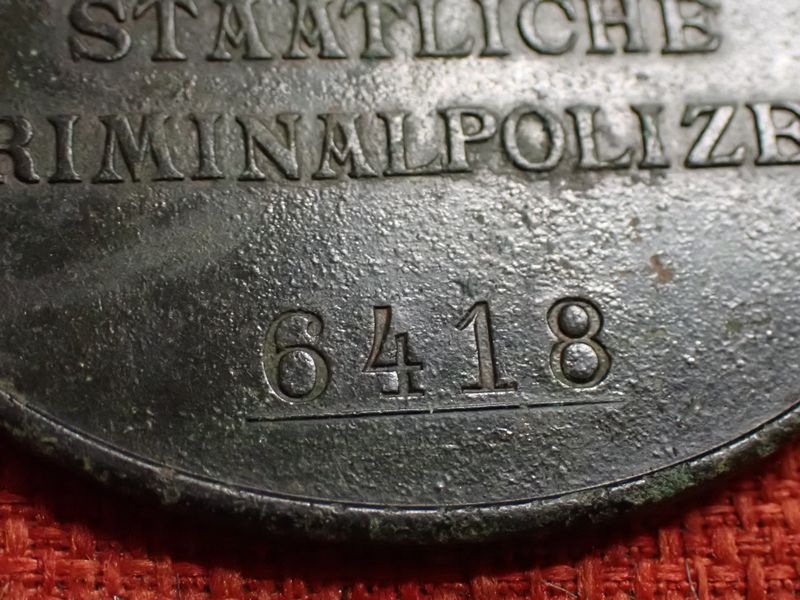 STAATLICHE
RIMINALPOLIZE
6418